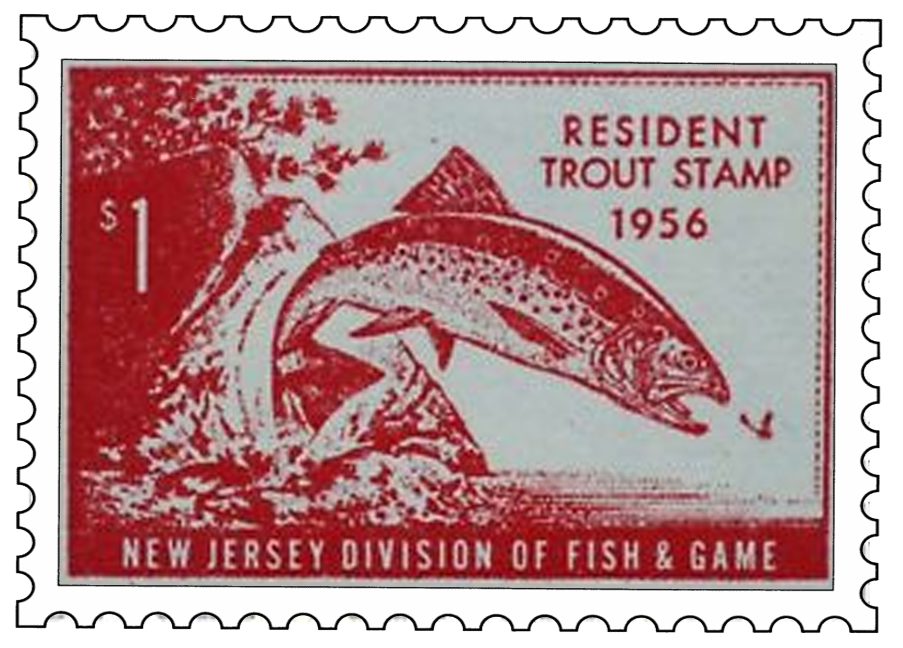 RESIDENT
TROUT STAMP
1956
$1
NEW JERSEY DIVISION OF FISH & GAME